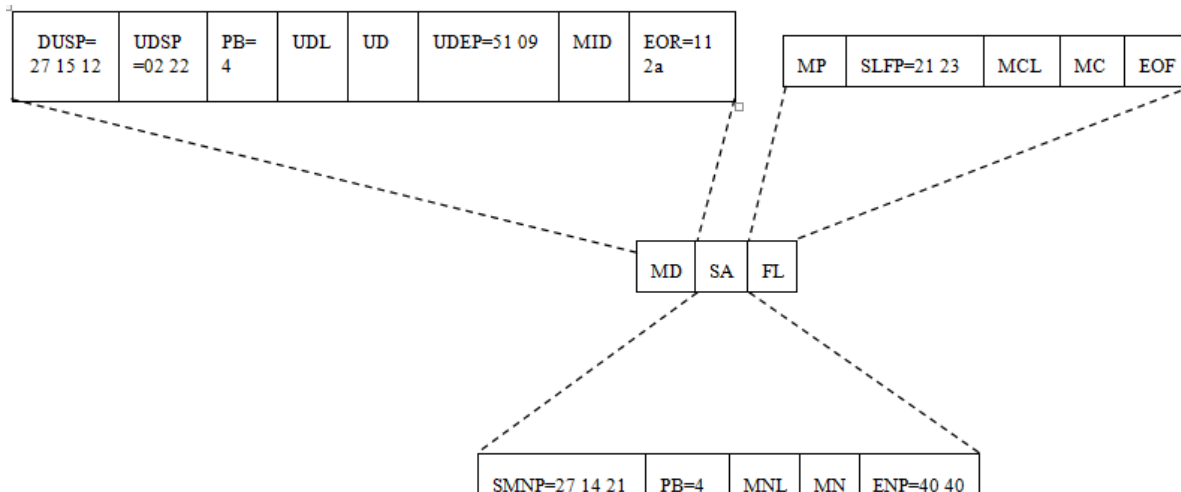 DUSP=
27 15 12
UDSP
=02 22
PB=
4
UDL
UD
UDEP=51 09
MID
EOR=11
2a
MP
SLFP=21 23
MCL
MC
EOF
MD
SA
FL
SMNP=27 14 21
PB=4
MNL
MN
ENP=40 40